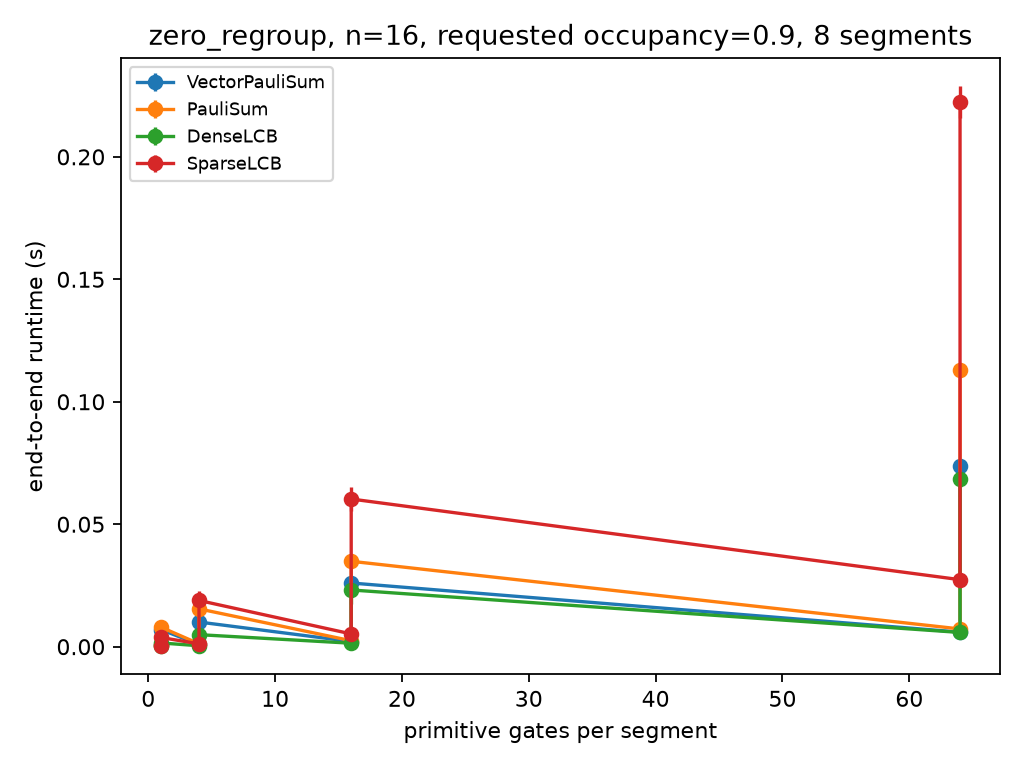 zero_regroup, n=16, requested occupancy=0.9, 8 segments
VectorPauliSum
PauliSum
DenseLCB
SparseLCB
0.20
0.15
0.10
0.05
0.00
end-to-end runtime (s)
0 10 20 30 40 50 60
primitive gates per segment